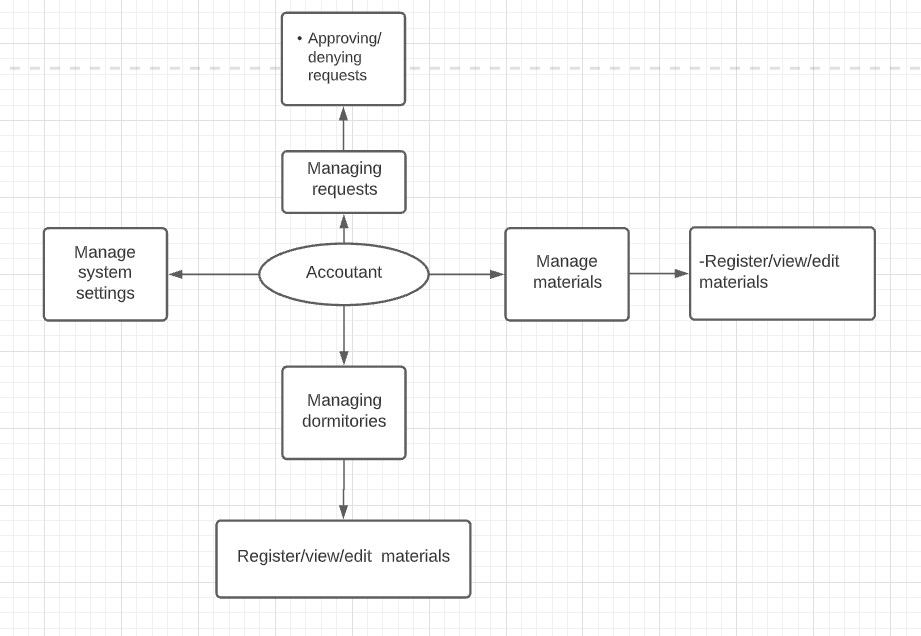 • Approving/
denying
requests
Managing
requests
Manage
system
settings
Accoutant
Manage
materials
-Register/view/edit
materials
Managing
dormitories
Register/view/edit  materials